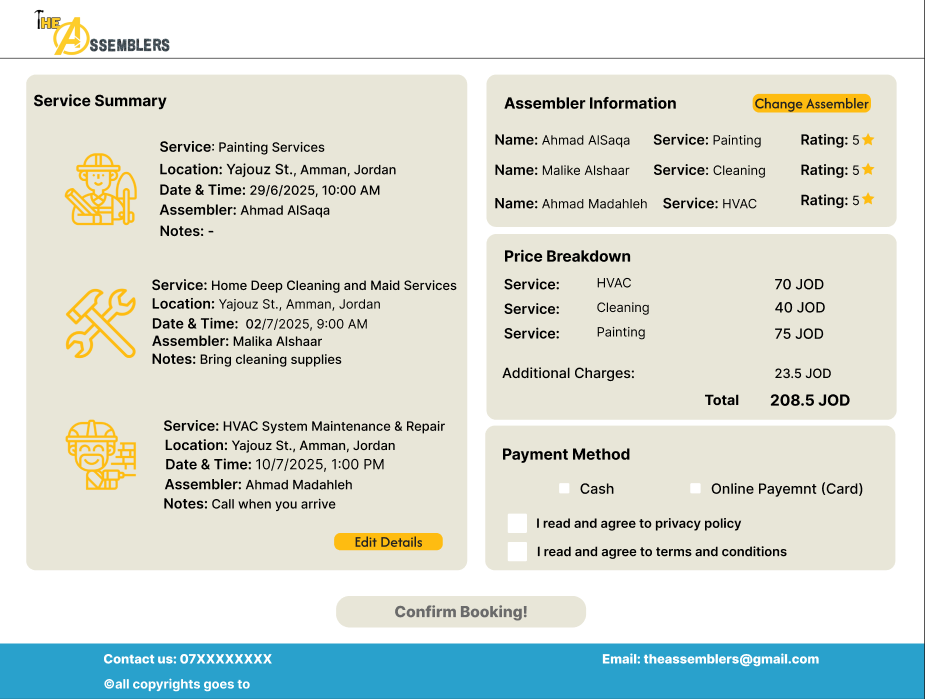 THE
ASSEMBLERS
Service Summary
Service: Painting Services
Location: Yajouz St., Amman, Jordan
Date & Time: 29/6/2025, 10:00 AM
Assembler: Ahmad AlSaqa
Notes: -
Service: Home Deep Cleaning and Maid Services
Location: Yajouz St., Amman, Jordan
Date & Time: 02/7/2025, 9:00 AM
Assembler: Malika Alshaar
Notes: Bring cleaning supplies
Service: HVAC System Maintenance & Repair
Location: Yajouz St., Amman, Jordan
Date & Time: 10/7/2025, 1:00 PM
Assembler: Ahmad Madahleh
Notes: Call when you arrive
Edit Details
Assembler Information Change Assembler
Name: Ahmad AlSaqa Service: Painting Rating: 5
Name: Malike Alshaar Service: Cleaning Rating: 5
Name: Ahmad Madahleh Service: HVAC Rating: 5
Price Breakdown
Service: HVAC 70 JOD
Service: Cleaning 40 JOD
Service: Painting 75 JOD
Additional Charges: 23.5 JOD
Total 208.5 JOD
Payment Method
Cash Online Payemnt (Card)
I read and agree to privacy policy
I read and agree to terms and conditions
Confirm Booking!
Contact us: 07XXXXXXXX Email: theassemblers@gmail.com
©all copyrights goes to